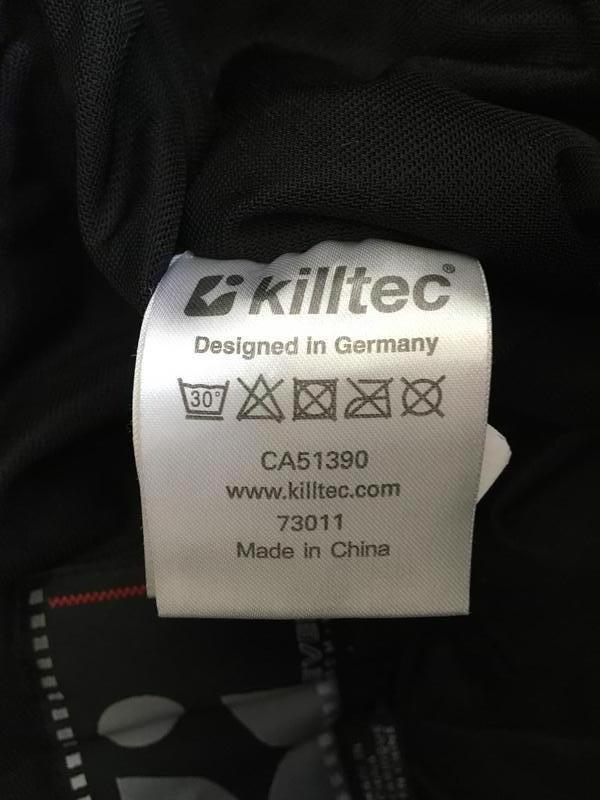 killtec®
Designed in Germany
30°
CA51390
www.killtec.com
73011
Made in China